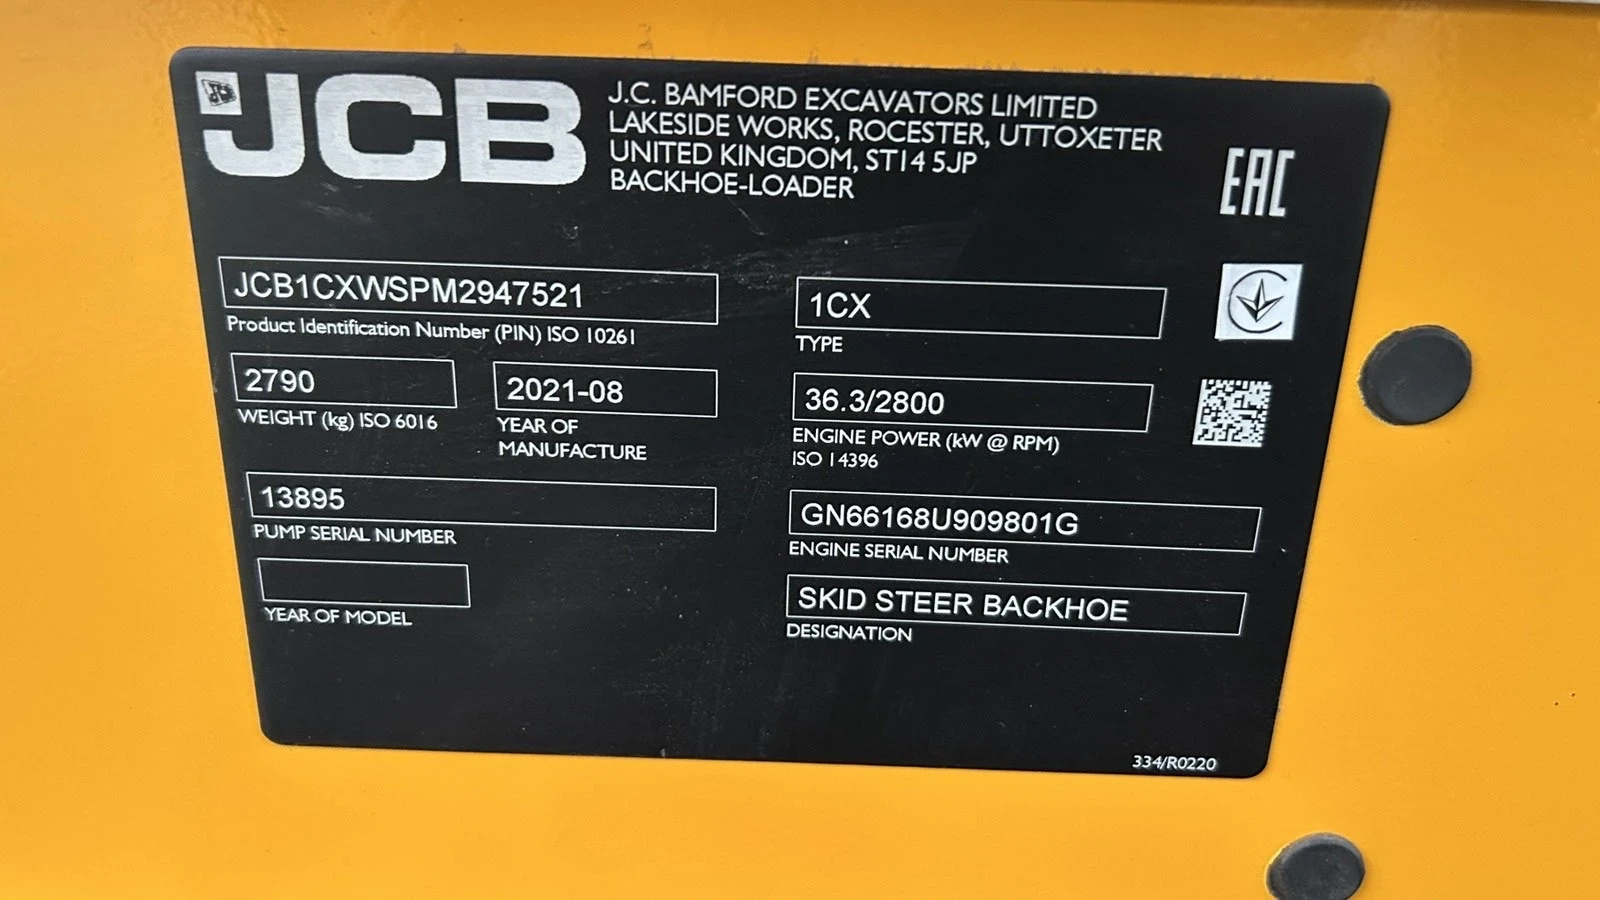 JCB
J.C. BAMFORD EXCAVATORS LIMITED
LAKESIDE WORKS, ROCESTER, UTTOXETER
UNITED KINGDOM, ST14 5JP
BACKHOE-LOADER
EAC
JCB1CXWSPM2947521
Product Identification Number (PIN) ISO 10261
1CX
TYPE
2790
WEIGHT (kg) ISO 6016
2021-08
YEAR OF
MANUFACTURE
36.3/2800
ENGINE POWER (kW @ RPM)
ISO 14396
13895
PUMP SERIAL NUMBER
GN66168U909801G
ENGINE SERIAL NUMBER
YEAR OF MODEL
SKID STEER BACKHOE
DESIGNATION
334/R0220